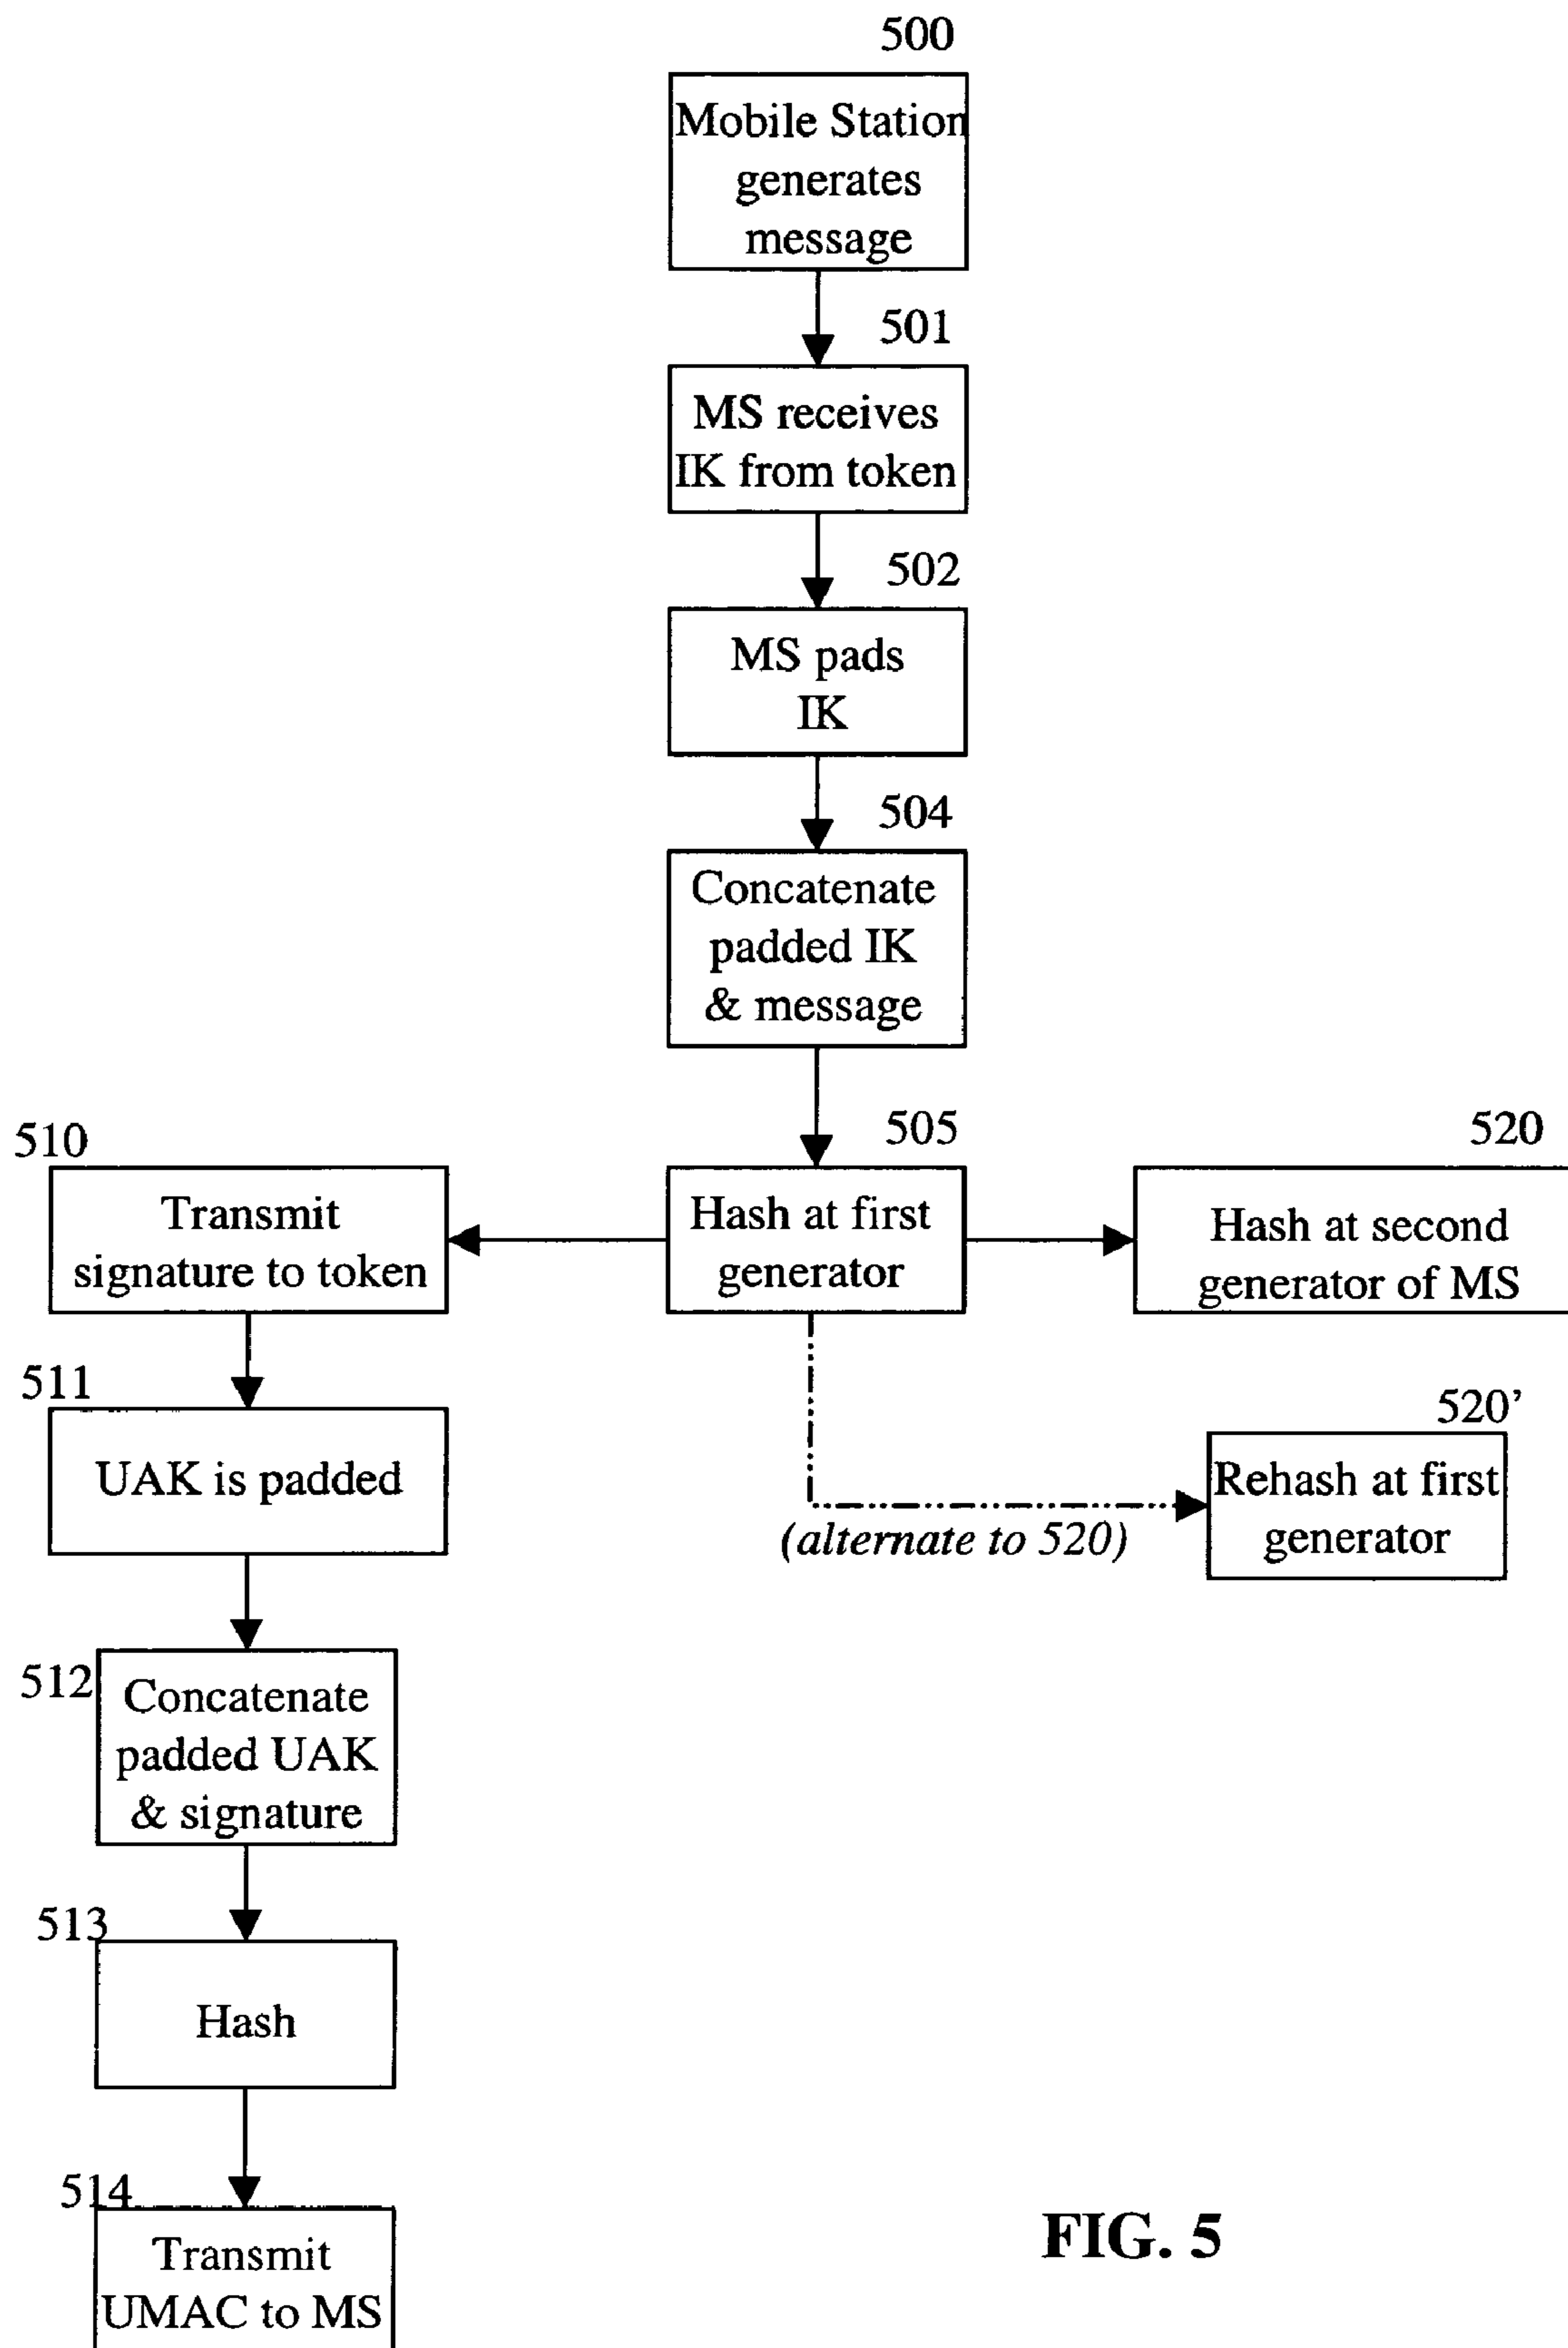 500
Mobile Station
generates
message
501
MS receives
IK from token
502
MS pads
IK
504
Concatenate
padded IK
& message
505
Hash at first
generator
510
Transmit
signature to token
520
Hash at second
generator of MS
511
UAK is padded
520’
Rehash at first
generator
(alternate to 520)
512
Concatenate
padded UAK
& signature
513
Hash
514
Transmit
UMAC to MS
FIG. 5